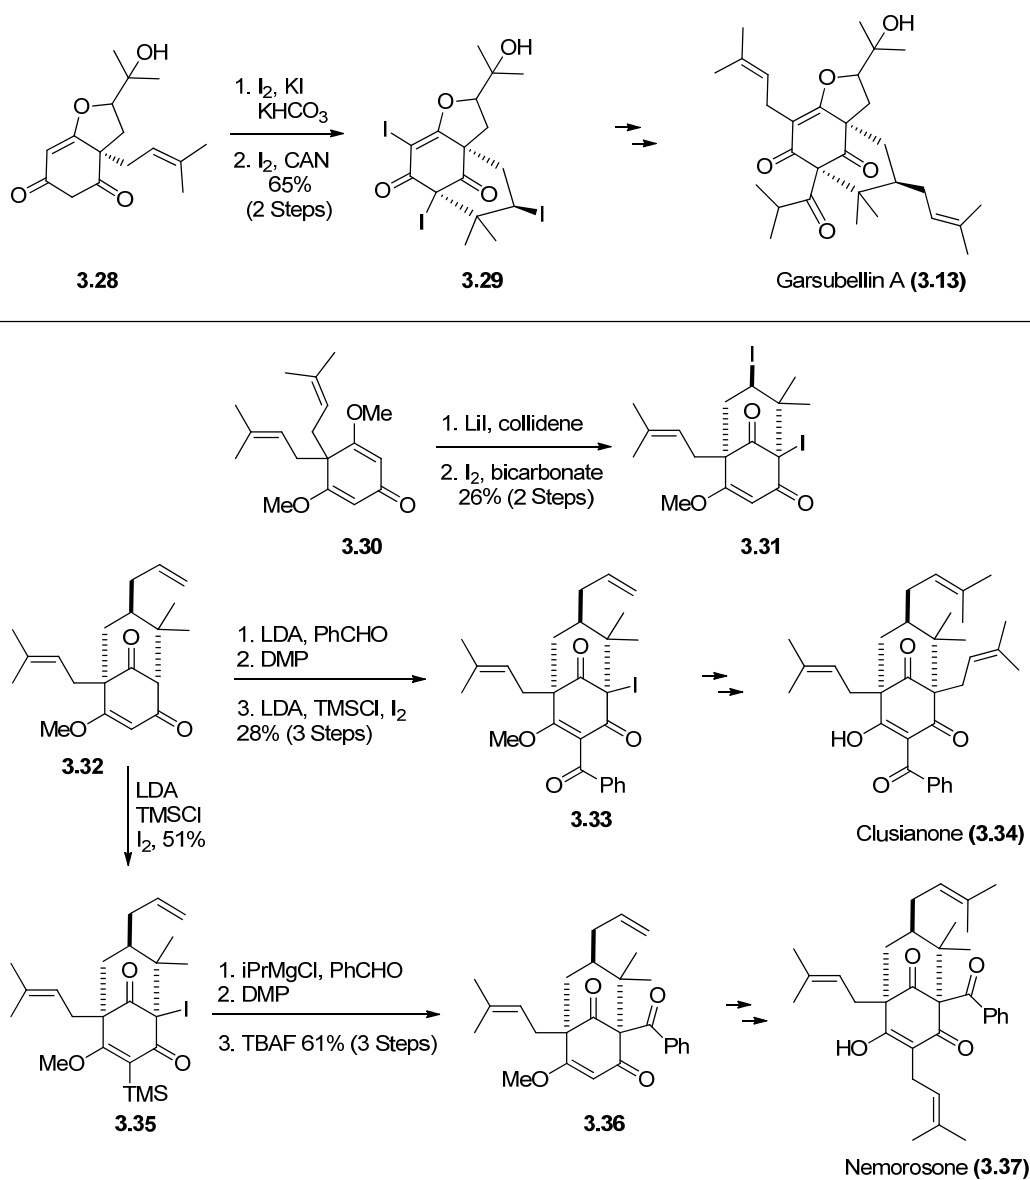 OH
OH
OH
O
1. I2, KI
KHCO3
2. I2, CAN
65%
(2 Steps)
O
I
O
O
O
O
O
I
I
O
O
O
3.28
3.29
Garsubellin A (3.13)
OMe
MeO
O
3.30
1. LiI, collidene
2. I2, bicarbonate
26% (2 Steps)
I
O
I
MeO
O
3.31
O
MeO
O
3.32
1. LDA, PhCHO
2. DMP
3. LDA, TMSCl, I2
28% (3 Steps)
O
I
MeO
O
O
Ph
3.33
O
HO
O
O
Ph
Clusianone (3.34)
LDA
TMSCl
I2, 51%
O
I
MeO
O
TMS
3.35
1. iPrMgCl, PhCHO
2. DMP
3. TBAF 61% (3 Steps)
O
O
Ph
MeO
O
3.36
O
O
Ph
HO
O
Nemorosone (3.37)